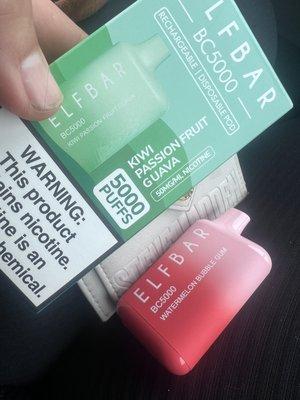 ELFBAR
BC5000
RECHARGEABLE | DISPOSABLE POD
ELFBAR
BC5000
KIWI PASSION FRUIT GUAVA
KIWI
PASSION FRUIT
GUAVA
50MG/ML NICOTINE
5000
PUFFS
WARNING:
This product
nicotine.
is an
chemical.
ELFBAR
BC5000
WATERMELON BUBBLE GUM